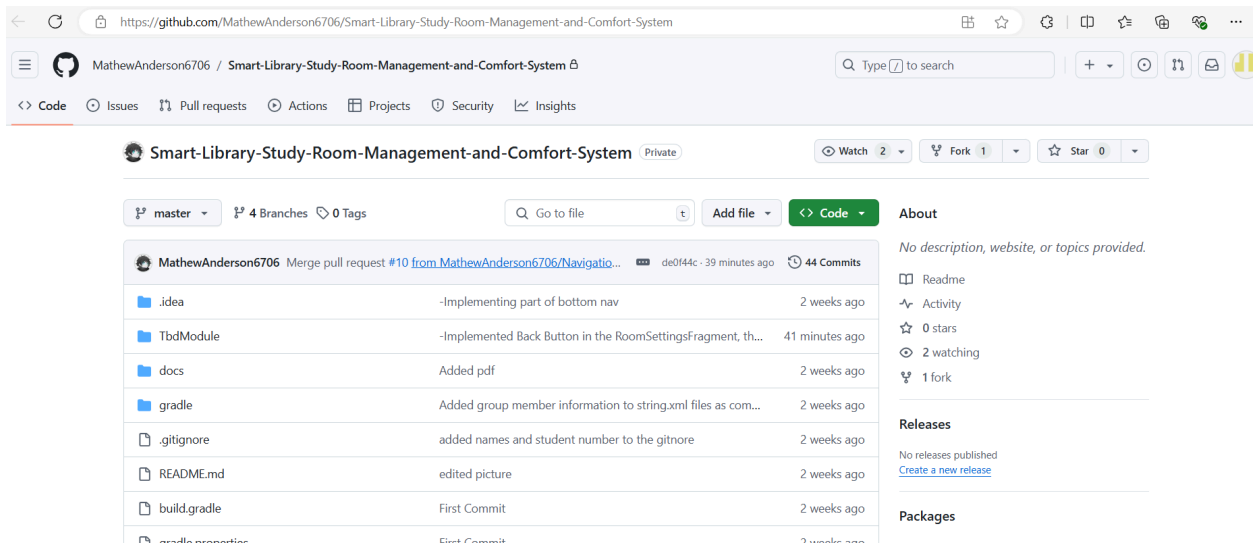 https://github.com/MathewAnderson6706/Smart-Library-Study-Room-Management-and-Comfort-System
MathewAnderson6706 / Smart-Library-Study-Room-Management-and-Comfort-System
Type / to search
Code Issues Pull requests Actions Projects Security Insights
Smart-Library-Study-Room-Management-and-Comfort-System Private
Watch 2 Fork 1 Star 0
master 4 Branches 0 Tags Go to file t Add file Code
About
No description, website, or topics provided.
MathewAnderson6706 Merge pull request #10 from MathewAnderson6706/Navigatio... de0f44c · 39 minutes ago 44 Commits
.idea -Implementing part of bottom nav 2 weeks ago
TbdModule -Implemented Back Button in the RoomSettingsFragment, th... 41 minutes ago
docs Added pdf 2 weeks ago
gradle Added group member information to string.xml files as com... 2 weeks ago
.gitignore added names and student number to the gitnore 2 weeks ago
README.md edited picture 2 weeks ago
build.gradle First Commit 2 weeks ago
gradle.properties First Commit 2 weeks ago
Readme
Activity
0 stars
2 watching
1 fork
Releases
No releases published
Create a new release
Packages